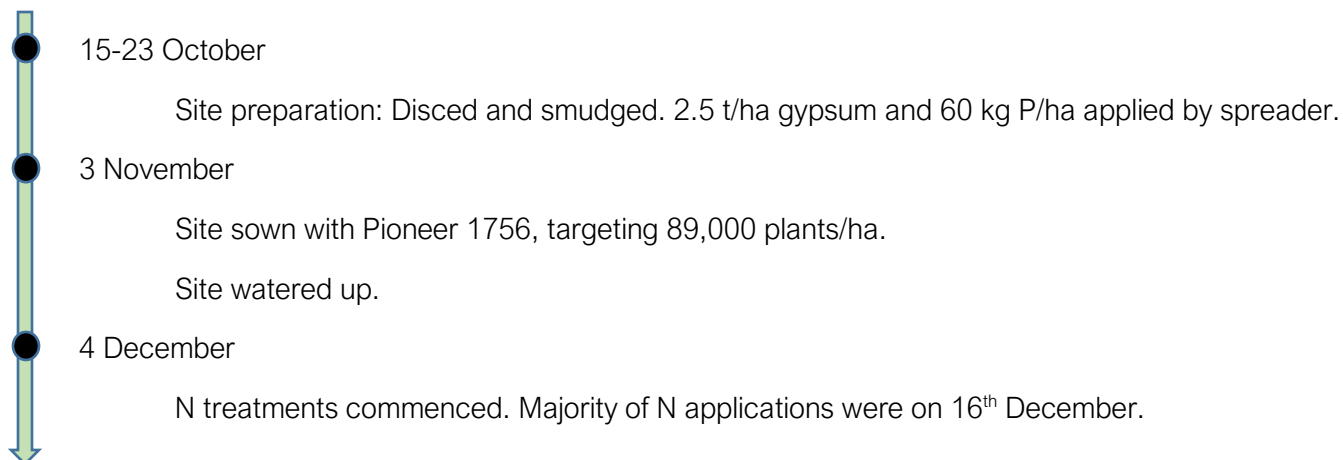 15-23 October
Site preparation: Disced and smudged. 2.5 t/ha gypsum and 60 kg P/ha applied by spreader.
3 November
Site sown with Pioneer 1756, targeting 89,000 plants/ha.
Site watered up.
4 December
N treatments commenced. Majority of N applications were on 16th December.